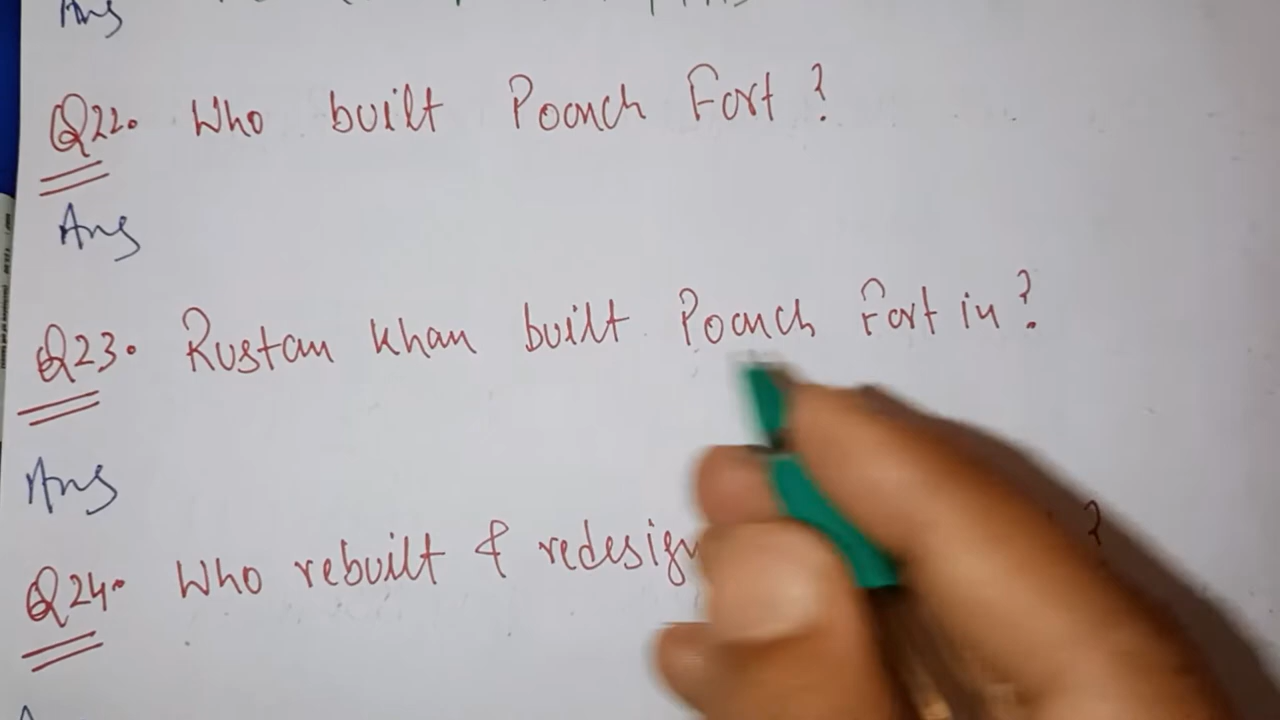 Ans
Q22. Who built Poonch Fort ?
Ans
Q23. Rustam Khan built Poonch Fort in ?
Ans
Q24. Who rebuilt & redesign ?